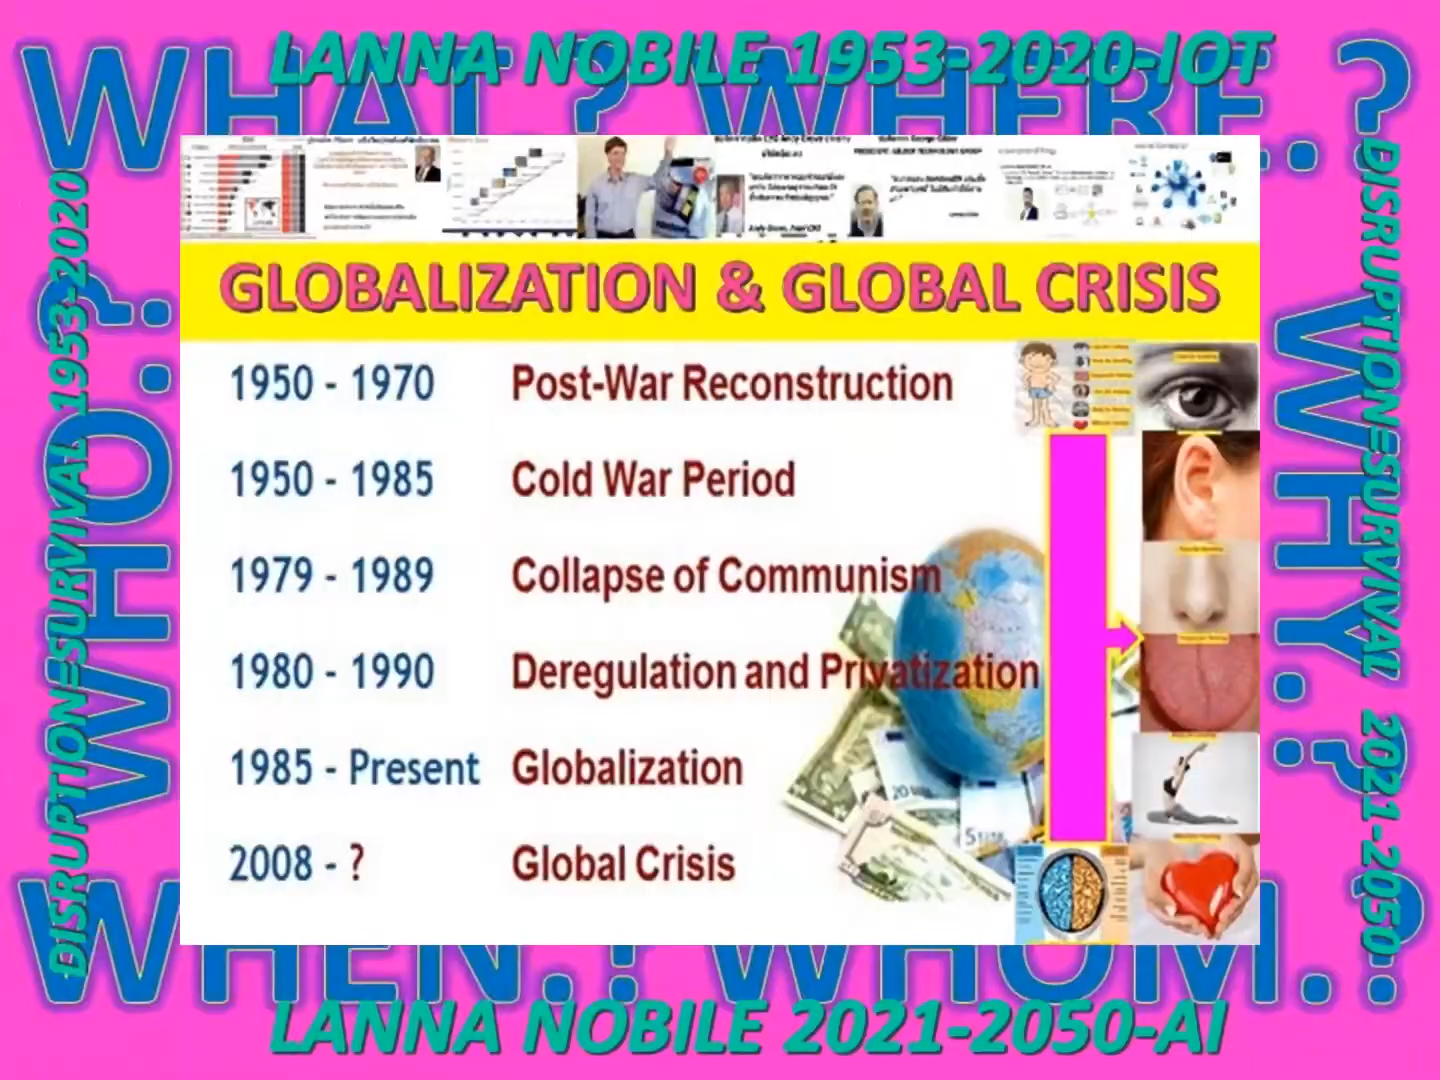 LANNA NOBILE 1953-2020-IOT
WHAT.? WHERE.?
GLOBALIZATION & GLOBAL CRISIS
1950 - 1970 Post-War Reconstruction
1950 - 1985 Cold War Period
1979 - 1989 Collapse of Communism
1980 - 1990 Deregulation and Privatization
1985 - Present Globalization
2008 - ? Global Crisis
WHO.?
DISRUPTION=SURVIVAL 1953-2020
WHY.?
DISRUPTION=SURVIVAL 2021-2050
WHEN.? WHOM.?
LANNA NOBILE 2021-2050-AI